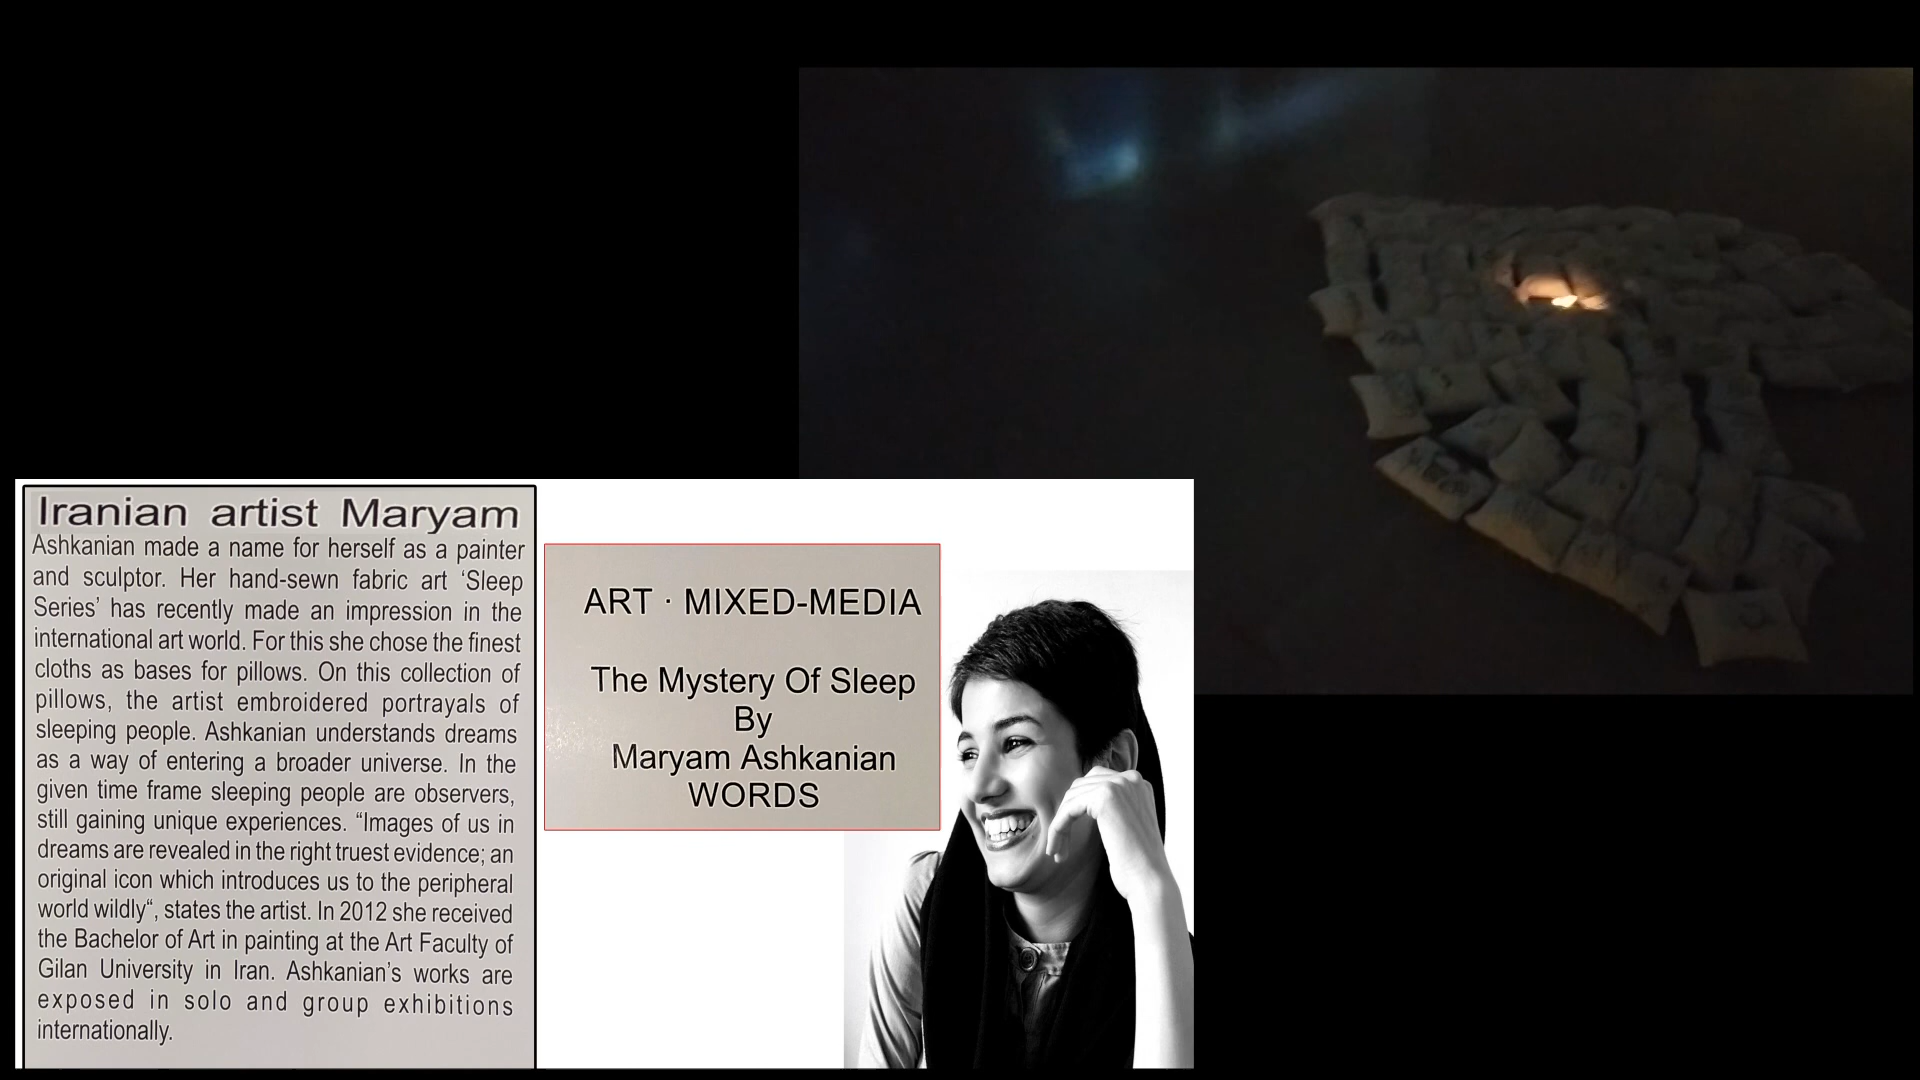 Iranian artist Maryam
Ashkanian made a name for herself as a painter
and sculptor. Her hand-sewn fabric art ‘Sleep
Series’ has recently made an impression in the
international art world. For this she chose the finest
cloths as bases for pillows. On this collection of
pillows, the artist embroidered portrayals of
sleeping people. Ashkanian understands dreams
as a way of entering a broader universe. In the
given time frame sleeping people are observers,
still gaining unique experiences. “Images of us in
dreams are revealed in the right truest evidence; an
original icon which introduces us to the peripheral
world wildly“, states the artist. In 2012 she received
the Bachelor of Art in painting at the Art Faculty of
Gilan University in Iran. Ashkanian’s works are
exposed in solo and group exhibitions
internationally.
ART · MIXED-MEDIA
The Mystery Of Sleep
By
Maryam Ashkanian
WORDS